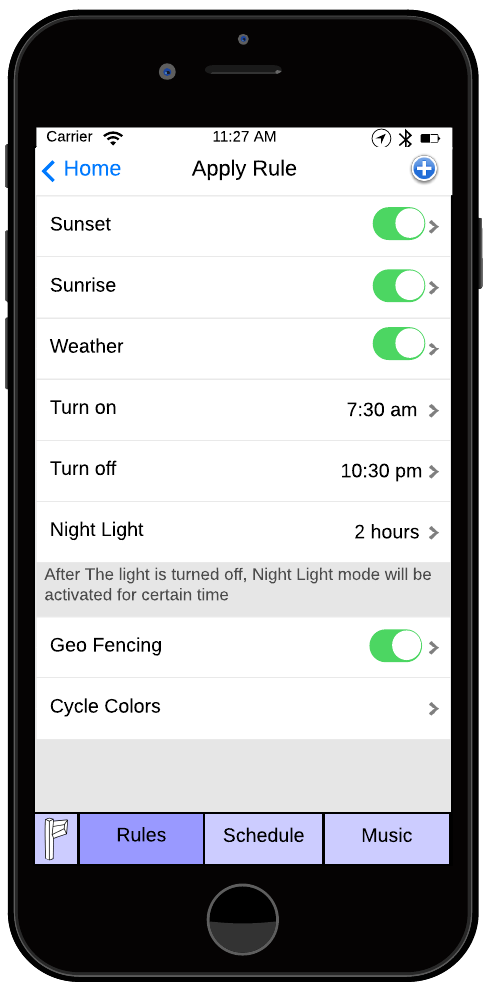 Carrier 11:27 AM
Home Apply Rule
Sunset
Sunrise
Weather
Turn on 7:30 am
Turn off 10:30 pm
Night Light 2 hours
After The light is turned off, Night Light mode will be
activated for certain time
Geo Fencing
Cycle Colors
Rules Schedule Music